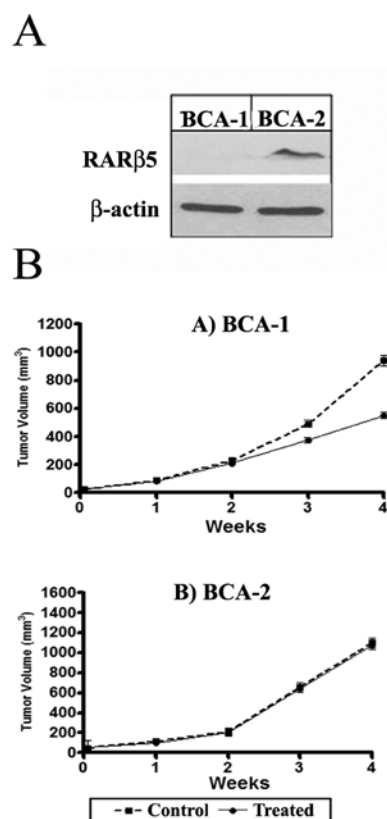 A
BCA-1 BCA-2
RARβ5
β-actin
B
A) BCA-1
Tumor Volume (mm³)
1200
1000
800
600
400
200
0
0 1 2 3 4
Weeks
B) BCA-2
Tumor Volume (mm³)
1600
1400
1200
1000
800
600
400
200
0
0 1 2 3 4
Weeks
Control Treated